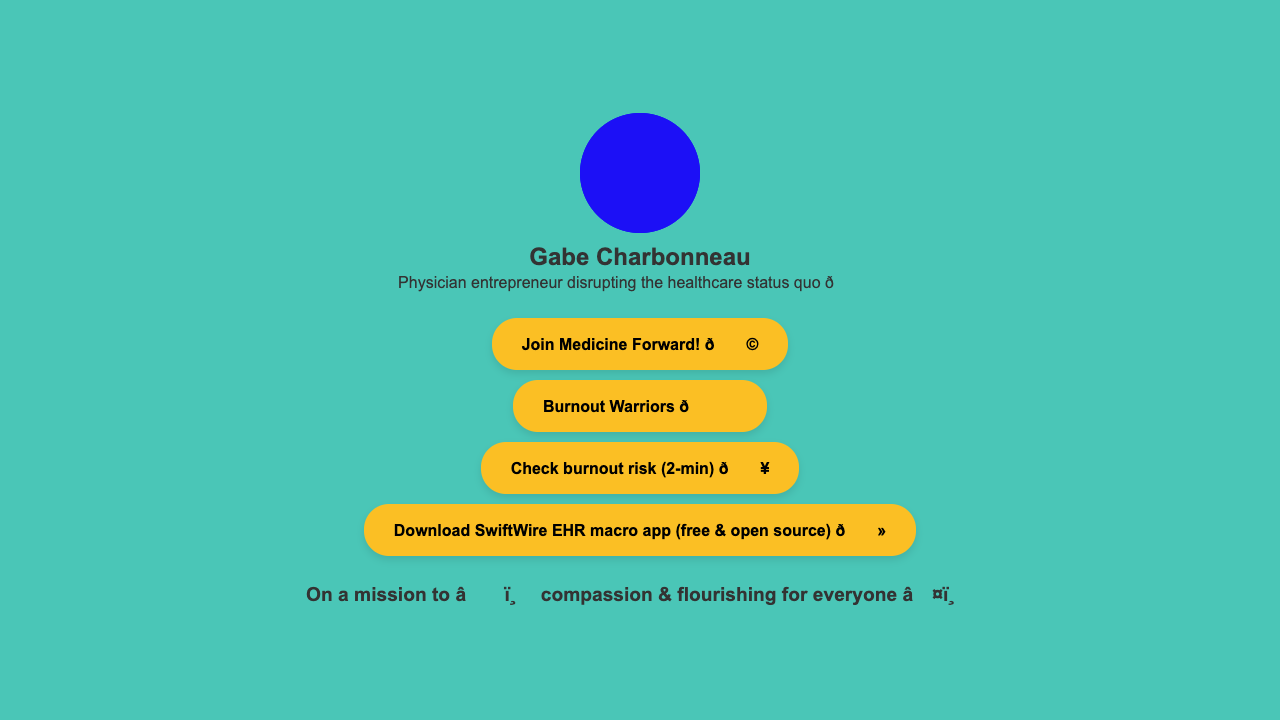 Gabe Charbonneau
Physician entrepreneur disrupting the healthcare status quo ð
Join Medicine Forward! ð ©
Burnout Warriors ð
Check burnout risk (2-min) ð ¥
Download SwiftWire EHR macro app (free & open source) ð »
On a mission to â ï¸ compassion & flourishing for everyone â ¤ï¸